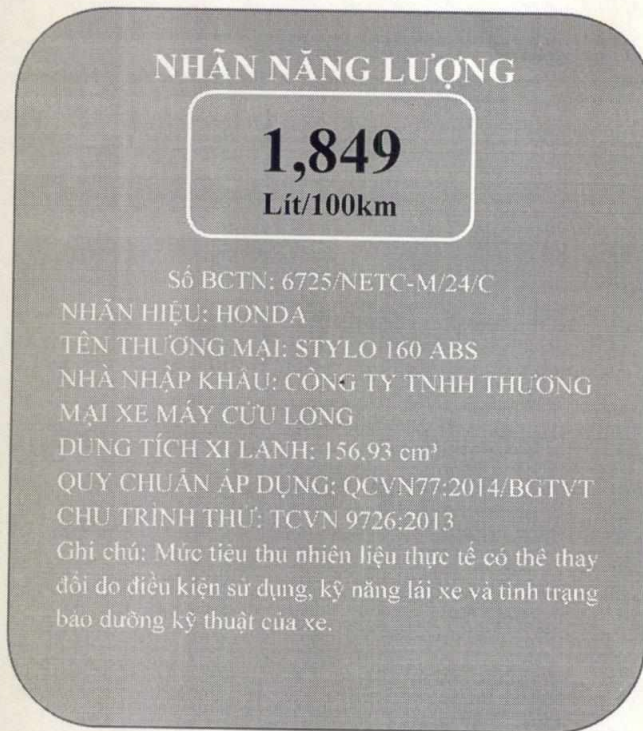 NHÃN NĂNG LƯỢNG
1,849
Lít/100km
Số BCTN: 6725/NETC-M/24/C
NHÃN HIỆU: HONDA
TÊN THƯƠNG MẠI: STYLO 160 ABS
NHÀ NHẬP KHẨU: CÔNG TY TNHH THƯƠNG
MẠI XE MÁY CỬU LONG
DUNG TÍCH XI LANH: 156,93 cm³
QUY CHUẨN ÁP DỤNG: QCVN77:2014/BGTVT
CHU TRÌNH THỬ: TCVN 9726:2013
Ghi chú: Mức tiêu thụ nhiên liệu thực tế có thể thay
đổi do điều kiện sử dụng, kỹ năng lái xe và tình trạng
bảo dưỡng kỹ thuật của xe.